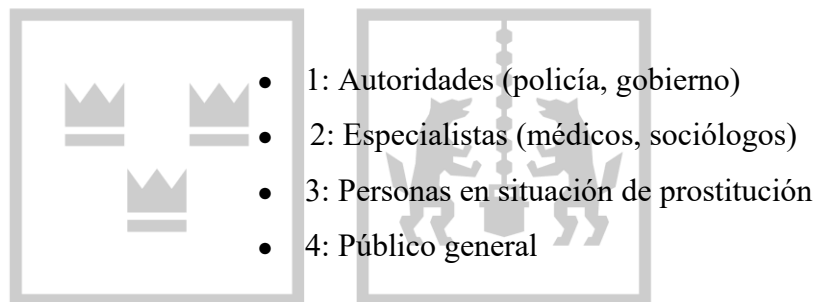 • 1: Autoridades (policía, gobierno)
• 2: Especialistas (médicos, sociólogos)
• 3: Personas en situación de prostitución
• 4: Público general